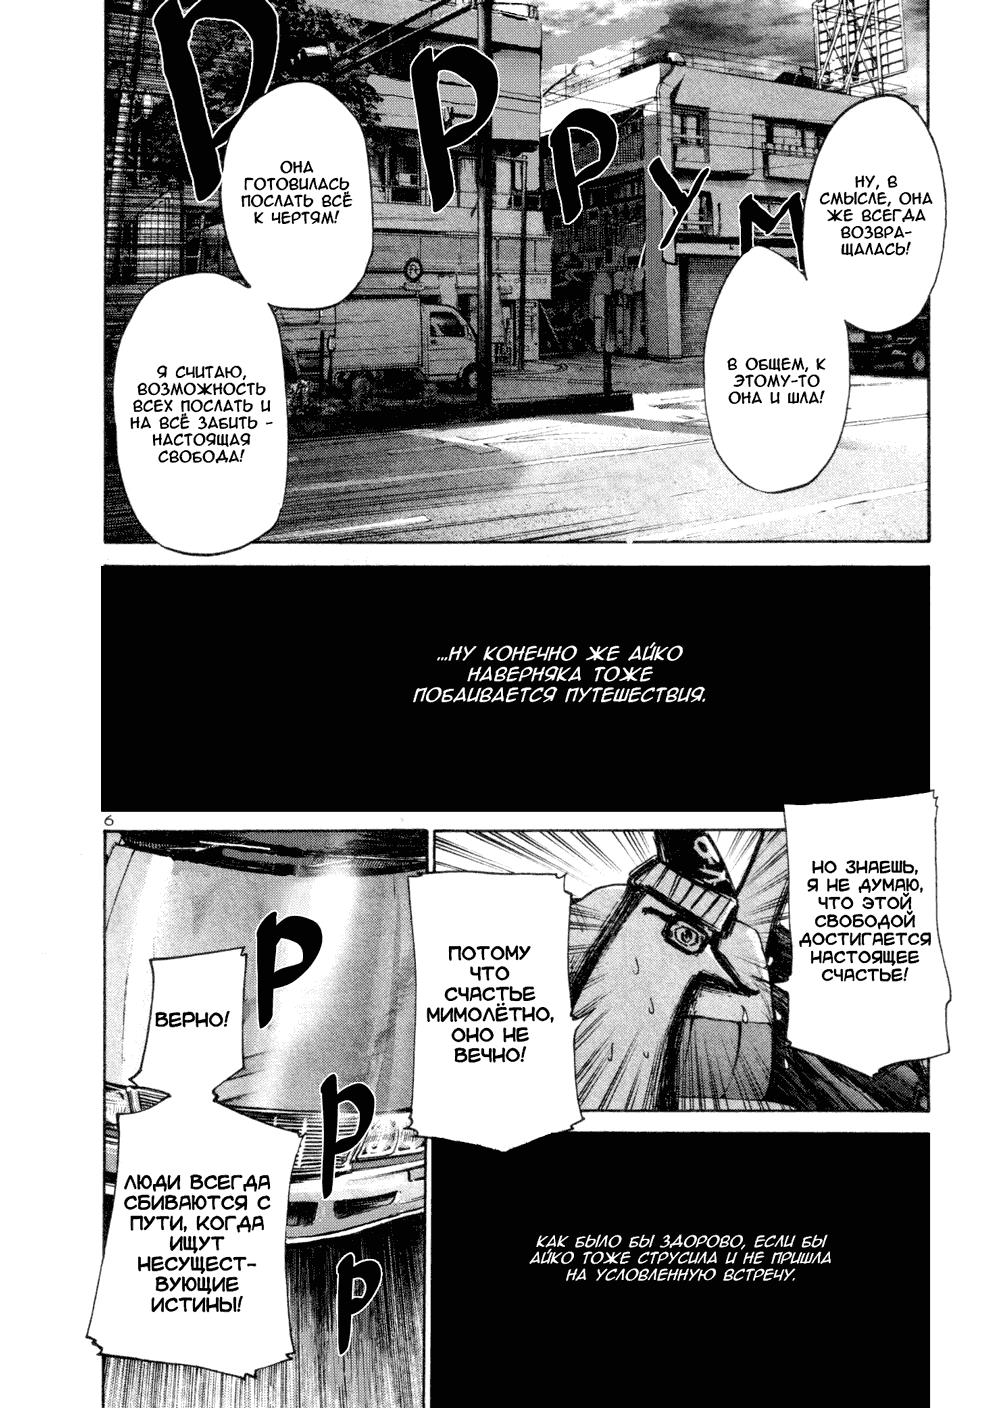 Р
Р
Р
У
М
НУ, В
СМЫСЛЕ, ОНА
ЖЕ ВСЕГДА
ВОЗВРА-
ЩАЛАСЬ!
В ОБЩЕМ, К
ЭТОМУ-ТО
ОНА И ШЛА!
ОНА
ГОТОВИЛАСЬ
ПОСЛАТЬ ВСЁ
К ЧЕРТЯМ!
Я СЧИТАЮ,
ВОЗМОЖНОСТЬ
ВСЕХ ПОСЛАТЬ И
НА ВСЁ ЗАБИТЬ -
НАСТОЯЩАЯ
СВОБОДА!
...НУ КОНЕЧНО ЖЕ АЙКО
НАВЕРНЯКА ТОЖЕ
ПОБАИВАЕТСЯ ПУТЕШЕСТВИЯ.
6
НО ЗНАЕШЬ,
Я НЕ ДУМАЮ,
ЧТО ЭТОЙ
СВОБОДОЙ
ДОСТИГАЕТСЯ
НАСТОЯЩЕЕ
СЧАСТЬЕ!
ПОТОМУ
ЧТО
СЧАСТЬЕ
МИМОЛЁТНО,
ОНО НЕ
ВЕЧНО!
КАК БЫЛО БЫ ЗДОРОВО, ЕСЛИ БЫ
АЙКО ТОЖЕ СТРУСИЛА И НЕ ПРИШЛА
НА УСЛОВЛЕННУЮ ВСТРЕЧУ.
Р
Р
Р
ВЕРНО!
ЛЮДИ ВСЕГДА
СБИВАЮТСЯ С
ПУТИ, КОГДА
ИЩУТ
НЕСУЩЕСТ-
ВУЮЩИЕ
ИСТИНЫ!